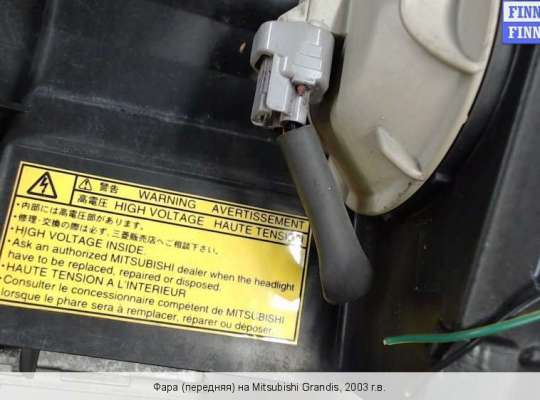 FINN
FINN
警告 WARNING AVERTISSEMENT
高電圧 HIGH VOLTAGE HAUTE TENSION
・内部には高電圧部があります。
・修理・交換の際は必ず、三菱販売店へご相談下さい。
・HIGH VOLTAGE INSIDE
・Ask an authorized MITSUBISHI dealer when the headlight
have to be replaced, repaired or disposed.
・HAUTE TENSION A L'INTERIEUR
・Consulter le concessionnaire compétent de MITSUBISHI
lorsque le phare sera à remplacer, réparer ou déposer.
Фара (передняя) на Mitsubishi Grandis, 2003 г.в.